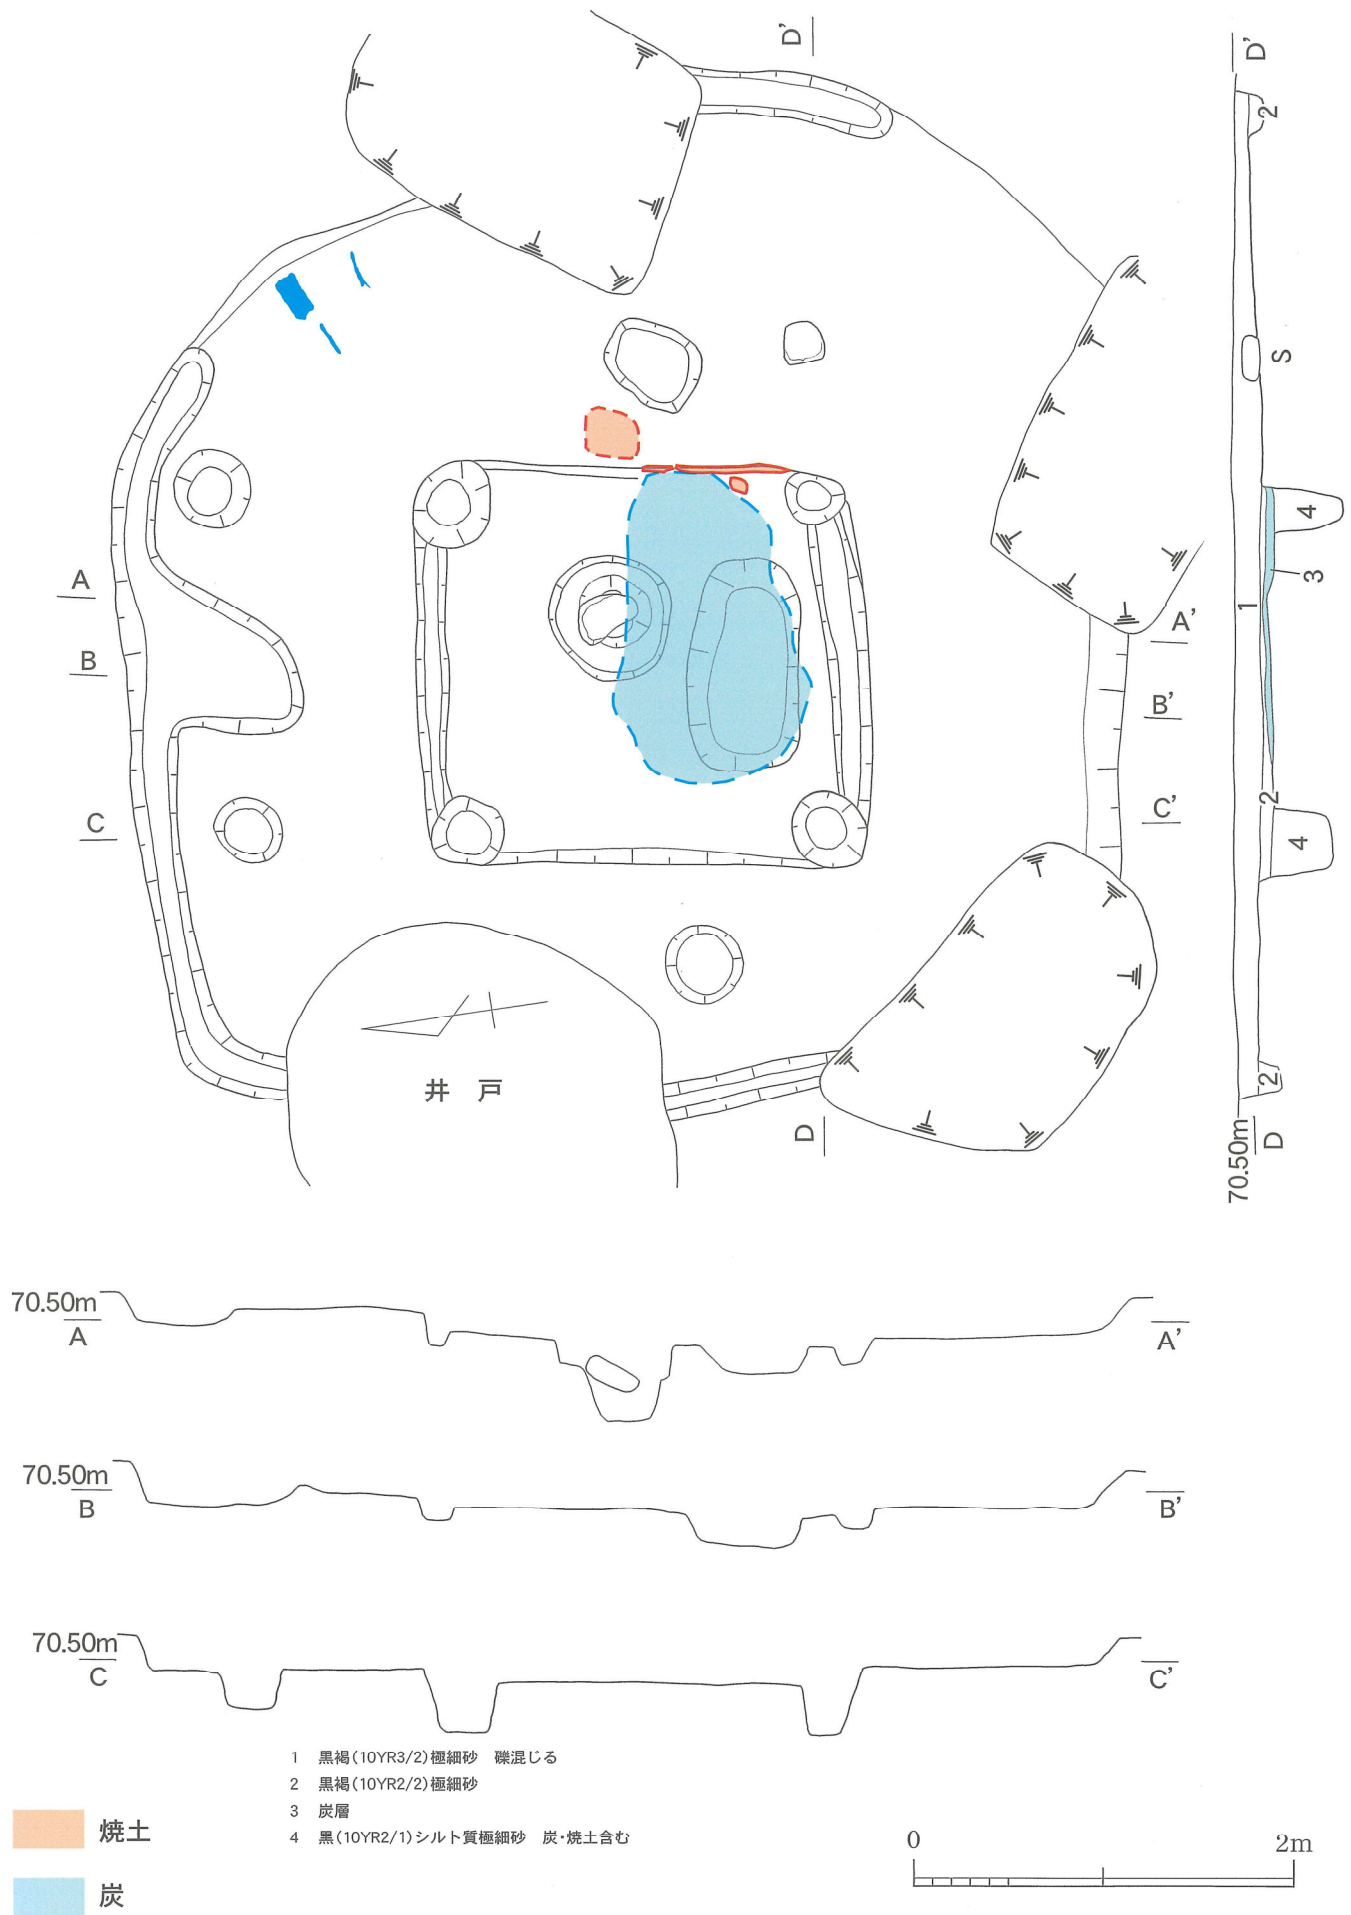 D’
D’
2
S
4
3
1
A
A’
B
B’
C
C’
2
4
井戸
2
D
70.50m
D
70.50m
A
A’
70.50m
B
B’
70.50m
C
C’
1 黒褐(10YR3/2)極細砂 礫混じる
2 黒褐(10YR2/2)極細砂
3 炭層
4 黒(10YR2/1)シルト質極細砂 炭・焼土含む
焼土
炭
0 2m